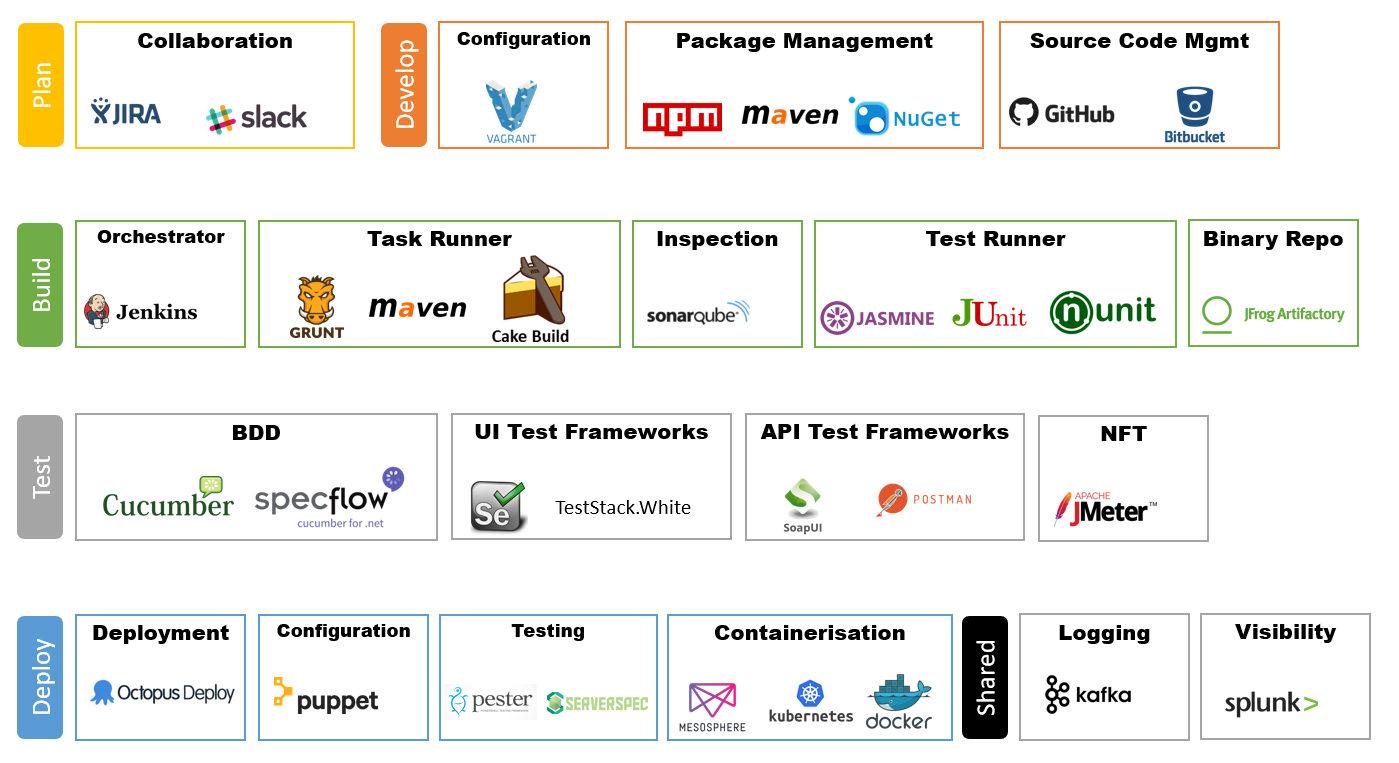 Plan
Collaboration
JIRA
slack
Develop
Configuration
VAGRANT
Package Management
npm
maven
NuGet
Source Code Mgmt
GitHub
Bitbucket
Build
Orchestrator
Jenkins
Task Runner
GRUNT
maven
Cake Build
Inspection
sonarqube
Test Runner
JASMINE
JUnit
nunit
Binary Repo
JFrog Artifactory
Test
BDD
Cucumber
specflow
cucumber for .net
UI Test Frameworks
Se
TestStack.White
API Test Frameworks
SoapUI
POSTMAN
NFT
APACHE
JMeter™
Deploy
Deployment
Octopus Deploy
Configuration
puppet
Testing
pester
SERVERSPEC
Containerisation
MESOSPHERE
kubernetes
docker
Shared
Logging
kafka
Visibility
splunk>